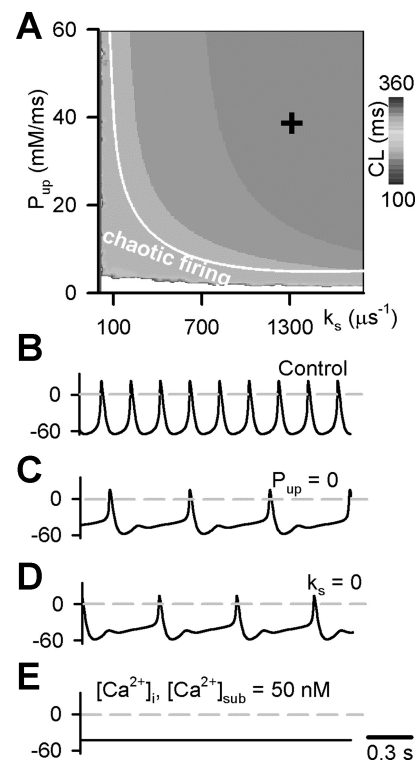 A
60
40
20
0
P_up (mM/ms)
chaotic firing
100 700 1300 k_s (μs⁻¹)
360
CL (ms)
100
B
Control
0
-60
C
P_up = 0
0
-60
D
k_s = 0
0
-60
E
[Ca²⁺]_i, [Ca²⁺]_sub = 50 nM
0
-60
0.3 s